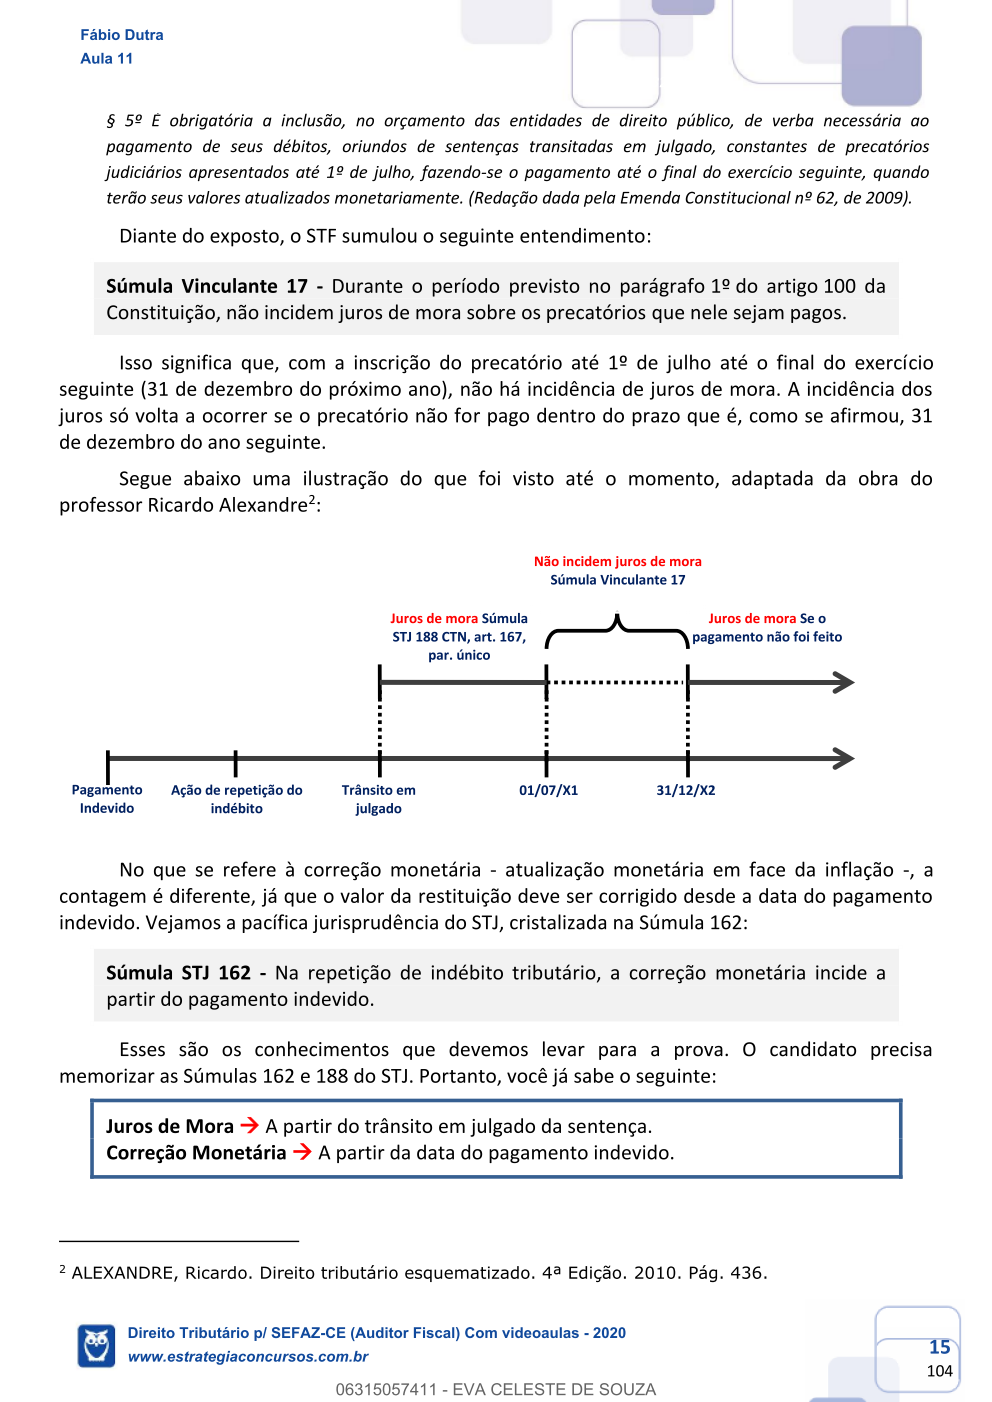 Fábio Dutra
Aula 11
§ 5º É obrigatória a inclusão, no orçamento das entidades de direito público, de verba necessária ao
pagamento de seus débitos, oriundos de sentenças transitadas em julgado, constantes de precatórios
judiciários apresentados até 1º de julho, fazendo-se o pagamento até o final do exercício seguinte, quando
terão seus valores atualizados monetariamente. (Redação dada pela Emenda Constitucional nº 62, de 2009).
Diante do exposto, o STF sumulou o seguinte entendimento:
Súmula Vinculante 17 - Durante o período previsto no parágrafo 1º do artigo 100 da
Constituição, não incidem juros de mora sobre os precatórios que nele sejam pagos.
Isso significa que, com a inscrição do precatório até 1º de julho até o final do exercício
seguinte (31 de dezembro do próximo ano), não há incidência de juros de mora. A incidência dos
juros só volta a ocorrer se o precatório não for pago dentro do prazo que é, como se afirmou, 31
de dezembro do ano seguinte.
Segue abaixo uma ilustração do que foi visto até o momento, adaptada da obra do
professor Ricardo Alexandre2:
Não incidem juros de mora
Súmula Vinculante 17
Juros de mora Súmula
STJ 188 CTN, art. 167,
par. único
Juros de mora Se o
pagamento não foi feito
Pagamento
Indevido
Ação de repetição do
indébito
Trânsito em
julgado
01/07/X1
31/12/X2
No que se refere à correção monetária - atualização monetária em face da inflação -, a
contagem é diferente, já que o valor da restituição deve ser corrigido desde a data do pagamento
indevido. Vejamos a pacífica jurisprudência do STJ, cristalizada na Súmula 162:
Súmula STJ 162 - Na repetição de indébito tributário, a correção monetária incide a
partir do pagamento indevido.
Esses são os conhecimentos que devemos levar para a prova. O candidato precisa
memorizar as Súmulas 162 e 188 do STJ. Portanto, você já sabe o seguinte:
Juros de Mora → A partir do trânsito em julgado da sentença.
Correção Monetária → A partir da data do pagamento indevido.
2 ALEXANDRE, Ricardo. Direito tributário esquematizado. 4ª Edição. 2010. Pág. 436.
Direito Tributário p/ SEFAZ-CE (Auditor Fiscal) Com videoaulas - 2020
www.estrategiaconcursos.com.br
15
104
06315057411 - EVA CELESTE DE SOUZA